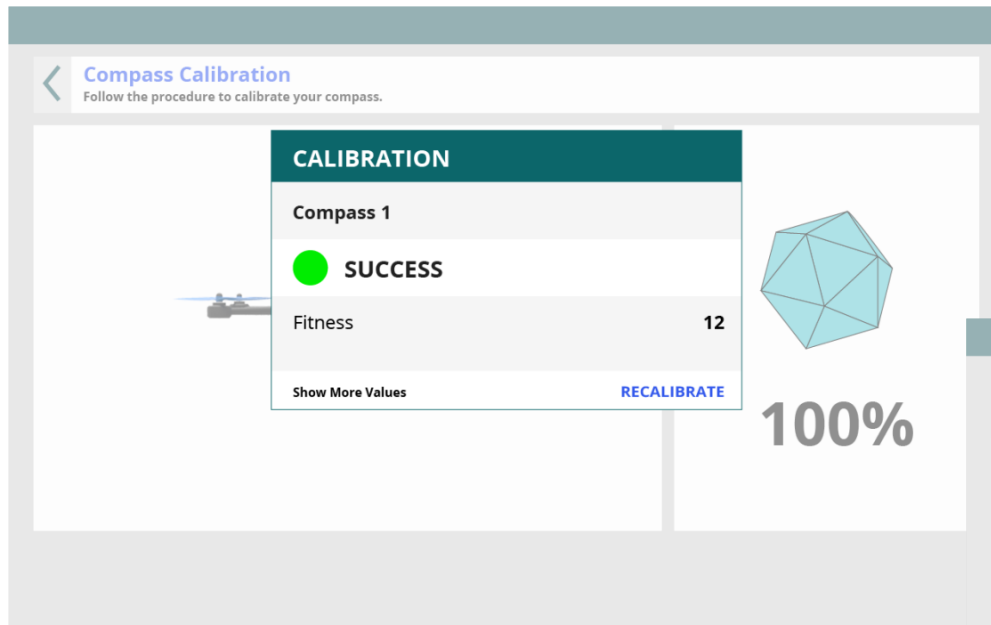 Compass Calibration
Follow the procedure to calibrate your compass.
CALIBRATION
Compass 1
SUCCESS
Fitness 12
Show More Values RECALIBRATE
100%